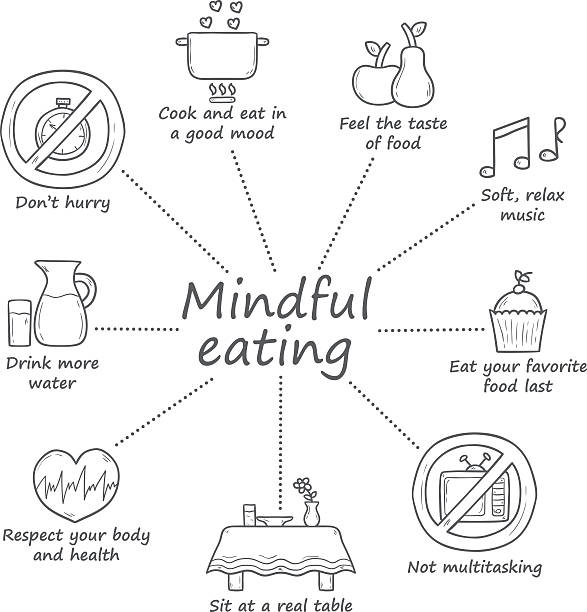 Cook and eat in
a good mood
Feel the taste
of food
Don't hurry
Soft, relax
music
Mindful
eating
Drink more
water
Eat your favorite
food last
Respect your body
and health
Not multitasking
Sit at a real table